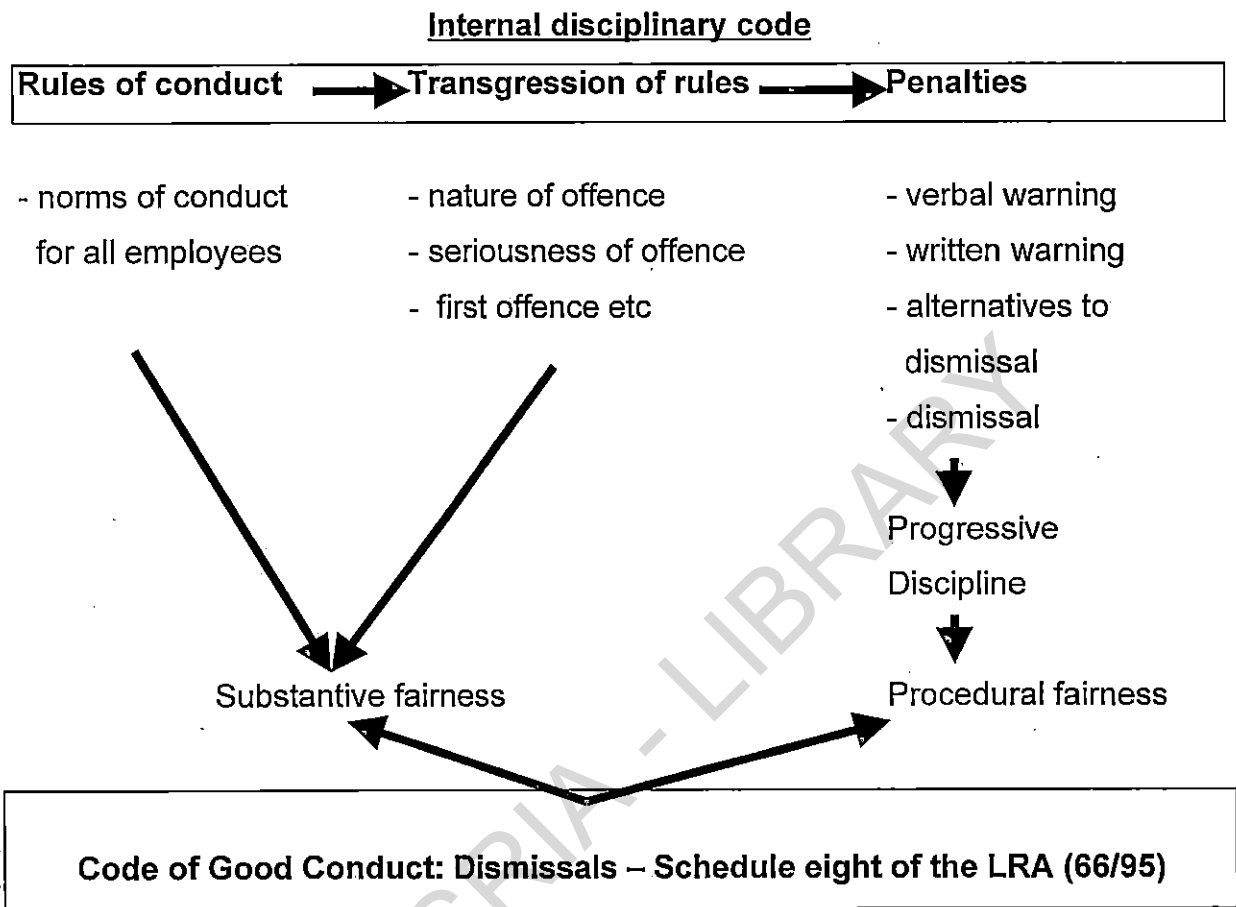 Internal disciplinary code
Rules of conduct Transgression of rules Penalties
- norms of conduct
for all employees
- nature of offence
- seriousness of offence
- first offence etc
- verbal warning
- written warning
- alternatives to
dismissal
- dismissal
Progressive
Discipline
Substantive fairness
Procedural fairness
Code of Good Conduct: Dismissals – Schedule eight of the LRA (66/95)
RIA - LIBRARY